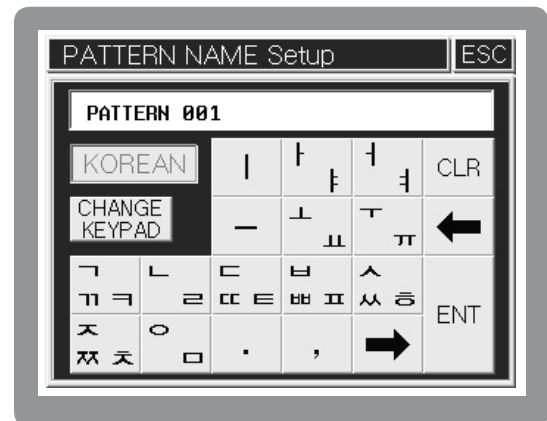 PATTERN NAME Setup ESC
PATTERN 001
KOREAN ㅣ ㅏ ㅑ ㅓ ㅕ CLR
CHANGE KEYPAD ㅡ ㅗ ㅛ ㅜ ㅠ ←
ㄱ ㄲ ㅋ ㄴ ㄹ ㄷ ㄸ ㅌ ㅂ ㅃ ㅍ ㅅ ㅆ ㅎ ENT
ㅈ ㅉ ㅊ ㅇ ㅁ . , →